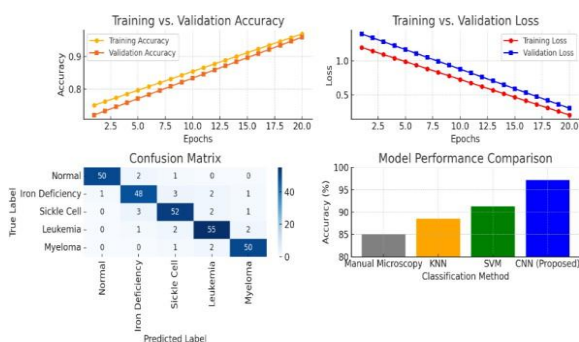 Training vs. Validation Accuracy
Training Accuracy
Validation Accuracy
Accuracy
0.9
0.8
2.5 5.0 7.5 10.0 12.5 15.0 17.5 20.0
Epochs
Training vs. Validation Loss
Training Loss
Validation Loss
Loss
1.0
0.5
2.5 5.0 7.5 10.0 12.5 15.0 17.5 20.0
Epochs
Confusion Matrix
True Label
Normal 50 2 1 0 0
Iron Deficiency 1 48 3 2 1
Sickle Cell 0 3 52 2 1
Leukemia 0 1 2 55 2
Myeloma 0 0 1 2 50
Normal
Iron Deficiency
Sickle Cell
Leukemia
Myeloma
Predicted Label
40
20
0
Model Performance Comparison
Accuracy (%)
100
95
90
85
80
Manual Microscopy KNN SVM CNN (Proposed)
Classification Method